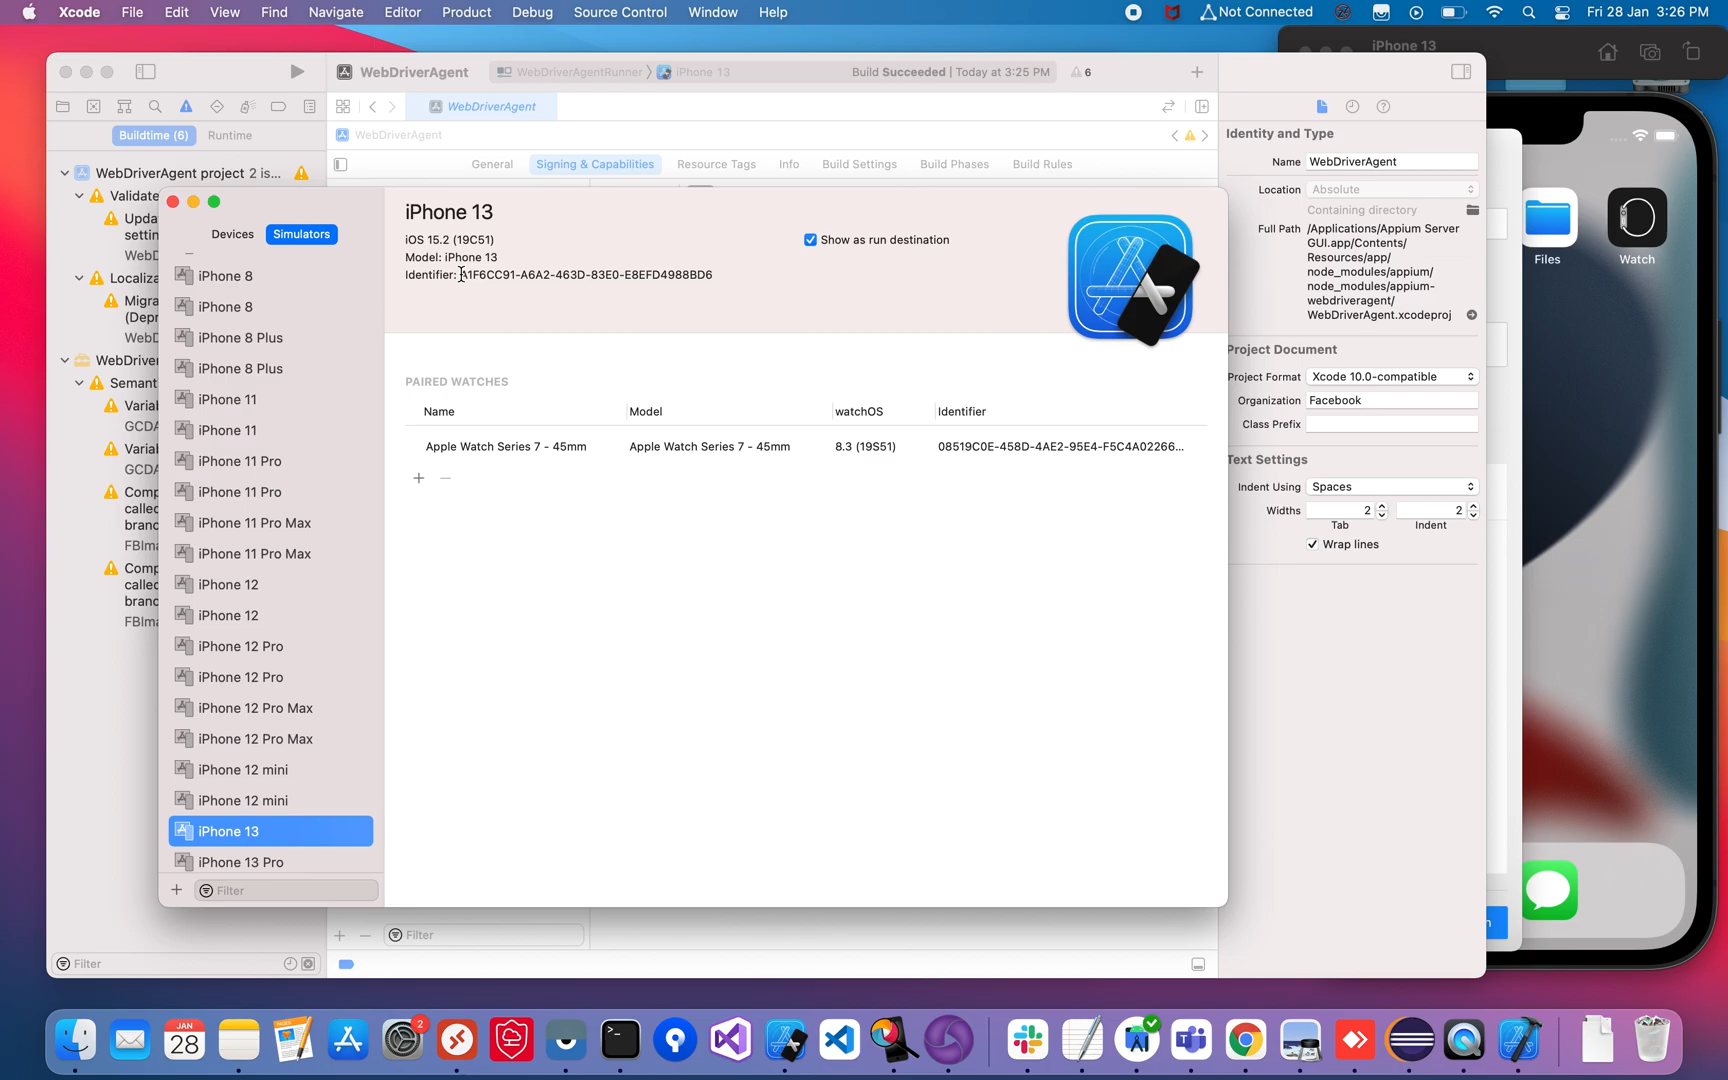 Xcode File Edit View Find Navigate Editor Product Debug Source Control Window Help
Not Connected Fri 28 Jan 3:26 PM
iPhone 13
WebDriverAgent WebDriverAgentRunner iPhone 13 Build Succeeded | Today at 3:25 PM 6
WebDriverAgent
Buildtime (6) Runtime
WebDriverAgent
General Signing & Capabilities Resource Tags Info Build Settings Build Phases Build Rules
WebDriverAgent project 2 is...
Validate
Upda
settin
WebD
Localiza
Migra
(Depr
WebD
WebDriver
Semant
Variab
GCDA
Variab
GCDA
Comp
called
branc
FBIma
Comp
called
branc
FBIma
Filter
Devices Simulators
iPhone 8
iPhone 8
iPhone 8 Plus
iPhone 8 Plus
iPhone 11
iPhone 11
iPhone 11 Pro
iPhone 11 Pro
iPhone 11 Pro Max
iPhone 11 Pro Max
iPhone 12
iPhone 12
iPhone 12 Pro
iPhone 12 Pro
iPhone 12 Pro Max
iPhone 12 Pro Max
iPhone 12 mini
iPhone 12 mini
iPhone 13
iPhone 13 Pro
Filter
iPhone 13
iOS 15.2 (19C51)
Model: iPhone 13
Identifier: A1F6CC91-A6A2-463D-83E0-E8EFD4988BD6
Show as run destination
PAIRED WATCHES
Name Model watchOS Identifier
Apple Watch Series 7 - 45mm Apple Watch Series 7 - 45mm 8.3 (19S51) 08519C0E-458D-4AE2-95E4-F5C4A02266...
Filter
Identity and Type
Name WebDriverAgent
Location Absolute
Containing directory
Full Path /Applications/Appium Server
GUI.app/Contents/
Resources/app/
node_modules/appium/
node_modules/appium-
webdriveragent/
WebDriverAgent.xcodeproj
Project Document
Project Format Xcode 10.0-compatible
Organization Facebook
Class Prefix
Text Settings
Indent Using Spaces
Widths 2 2
Tab Indent
Wrap lines
Files Watch
n
JAN
28
2